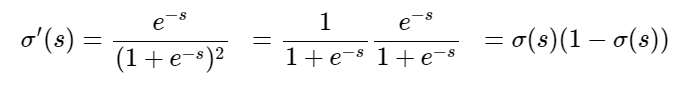 σ′(s) = e^{−s} / (1 + e^{−s})² = 1 / (1 + e^{−s}) e^{−s} / (1 + e^{−s}) = σ(s)(1 − σ(s))